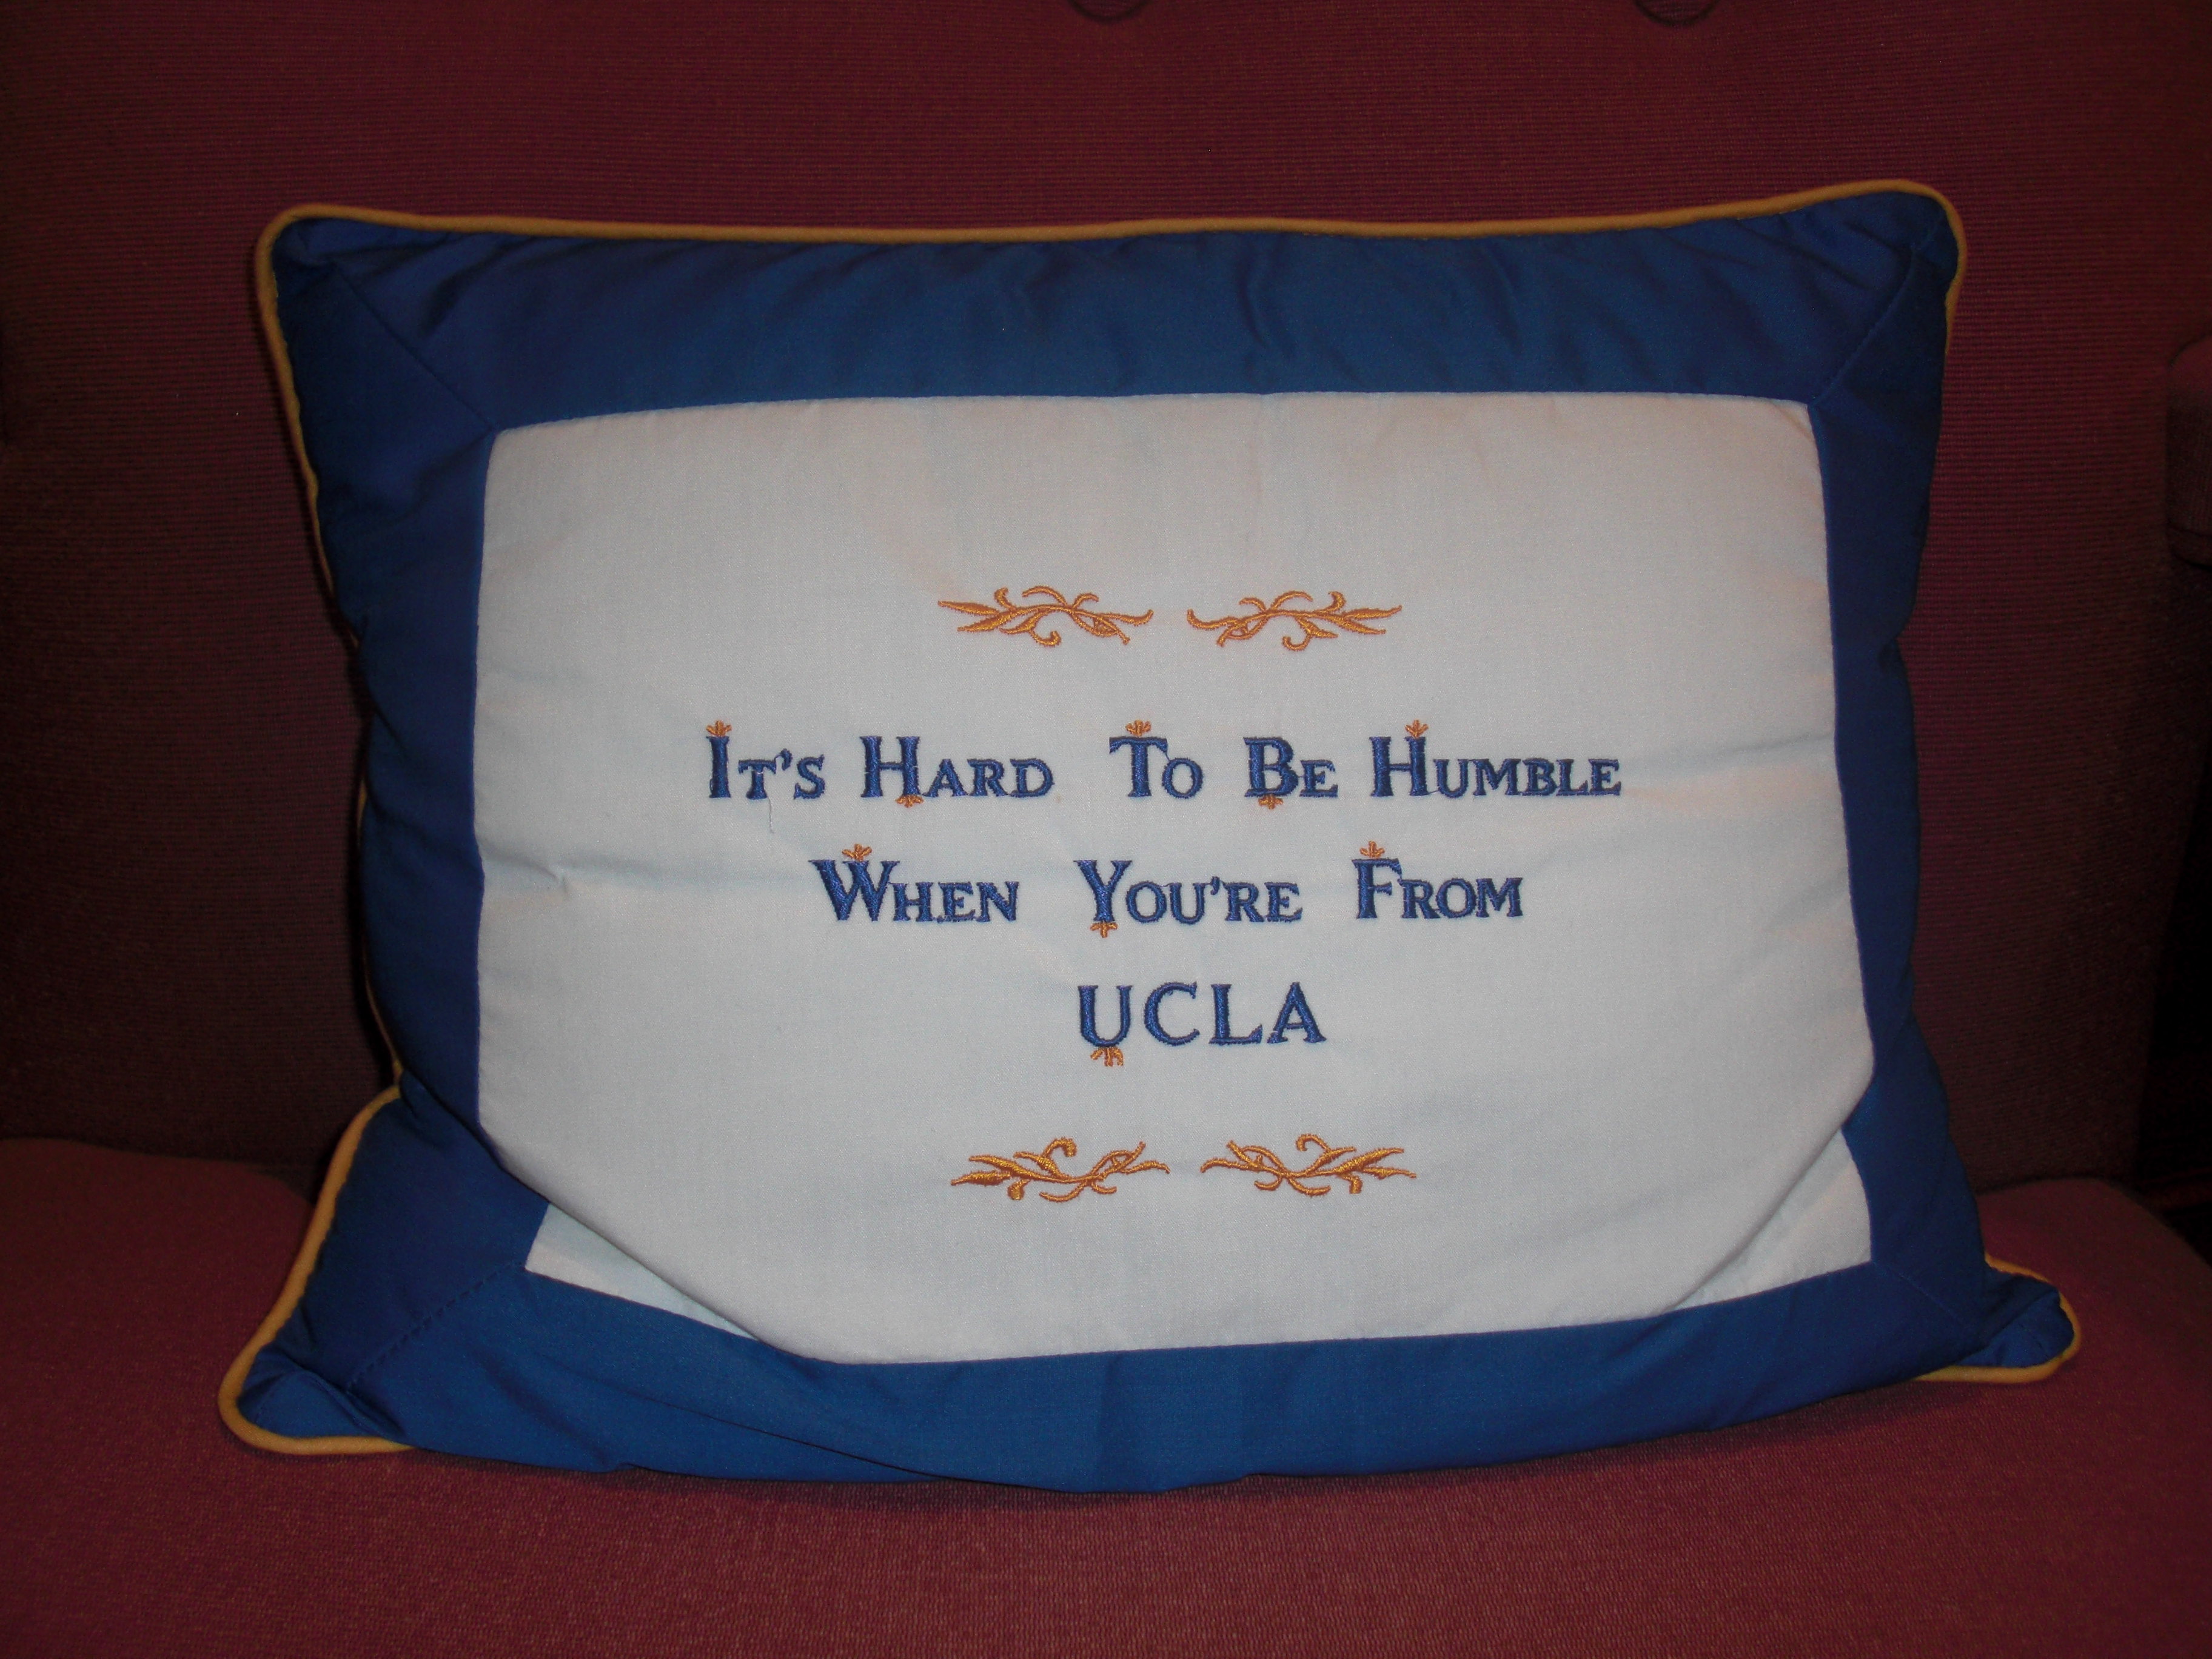 It's Hard To Be Humble
When You're From
UCLA